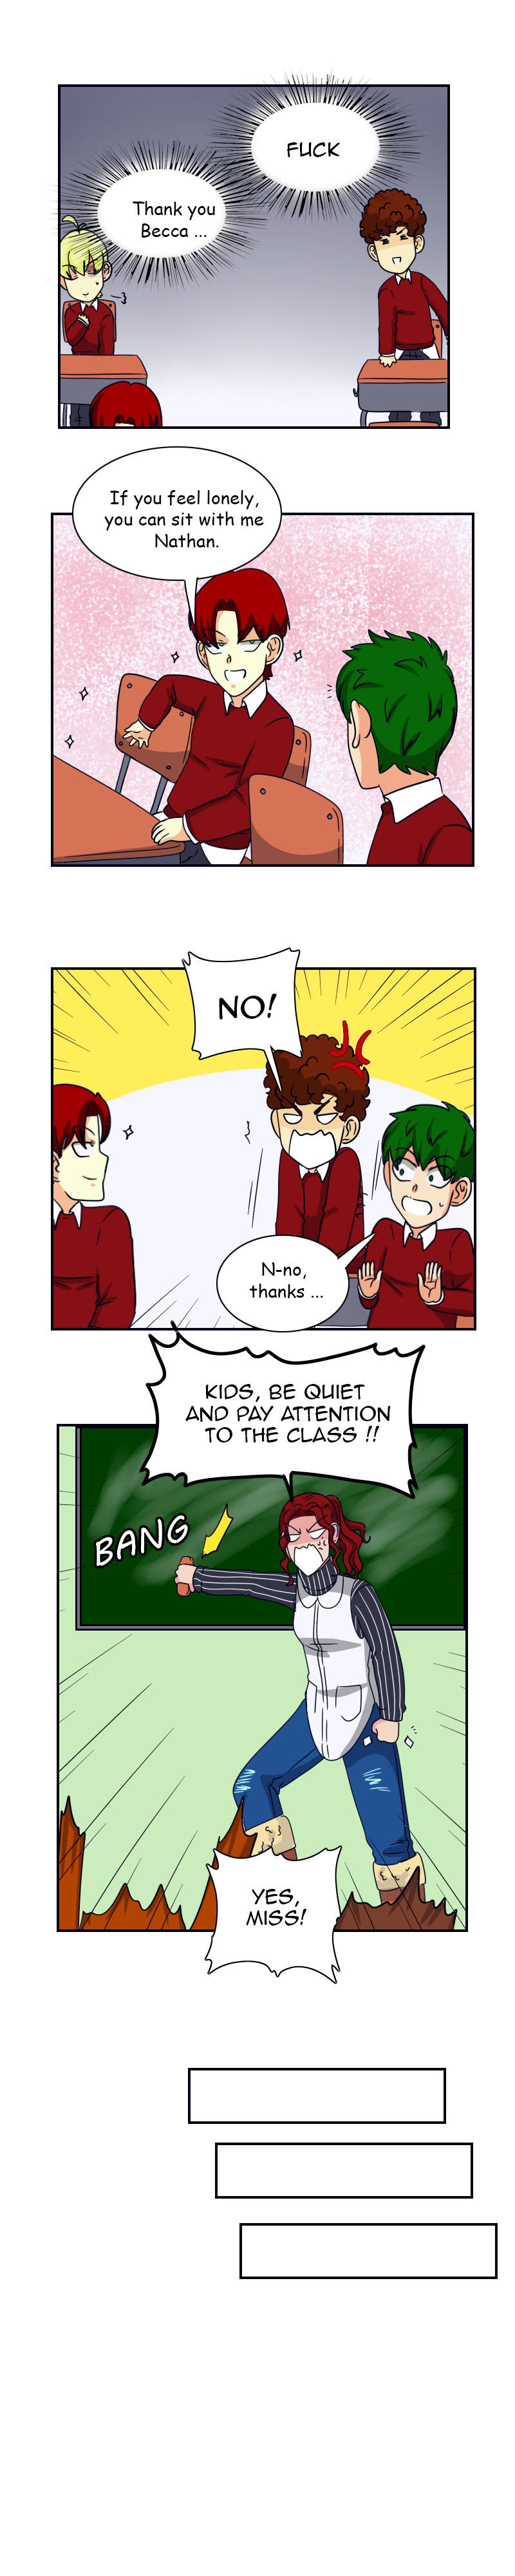 FUCK
Thank you
Becca ...
If you feel lonely,
you can sit with me
Nathan.
NO!
N-no,
thanks ...
KIDS, BE QUIET
AND PAY ATTENTION
TO THE CLASS !!
BANG
YES,
MISS!